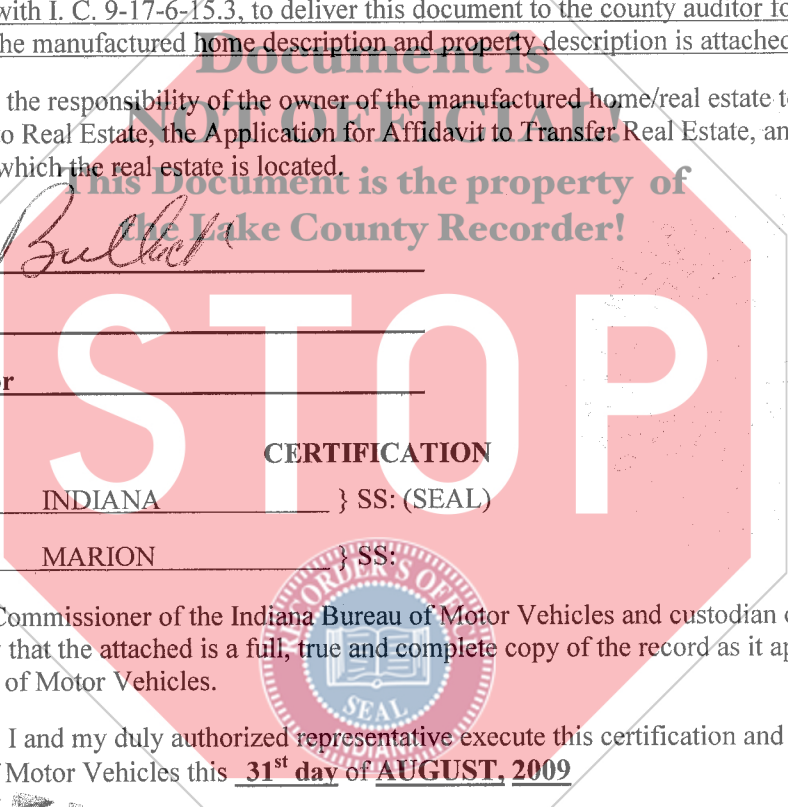 with I. C. 9-17-6-15.3, to deliver this document to the county auditor fo
he manufactured home description and property description is attached
Document is
the responsibility of the owner of the manufactured home/real estate t
NOT OFFICIAL!
o Real Estate, the Application for Affidavit to Transfer Real Estate, an
which the real estate is located.
This Document is the property of
the Lake County Recorder!
STOP
or
CERTIFICATION
INDIANA } SS: (SEAL)
MARION } SS:
RECORDER'S OFFICE
Commissioner of the Indiana Bureau of Motor Vehicles and custodian o
that the attached is a full, true and complete copy of the record as it ap
of Motor Vehicles.
SEAL
I and my duly authorized representative execute this certification and
Motor Vehicles this 31st day of AUGUST, 2009